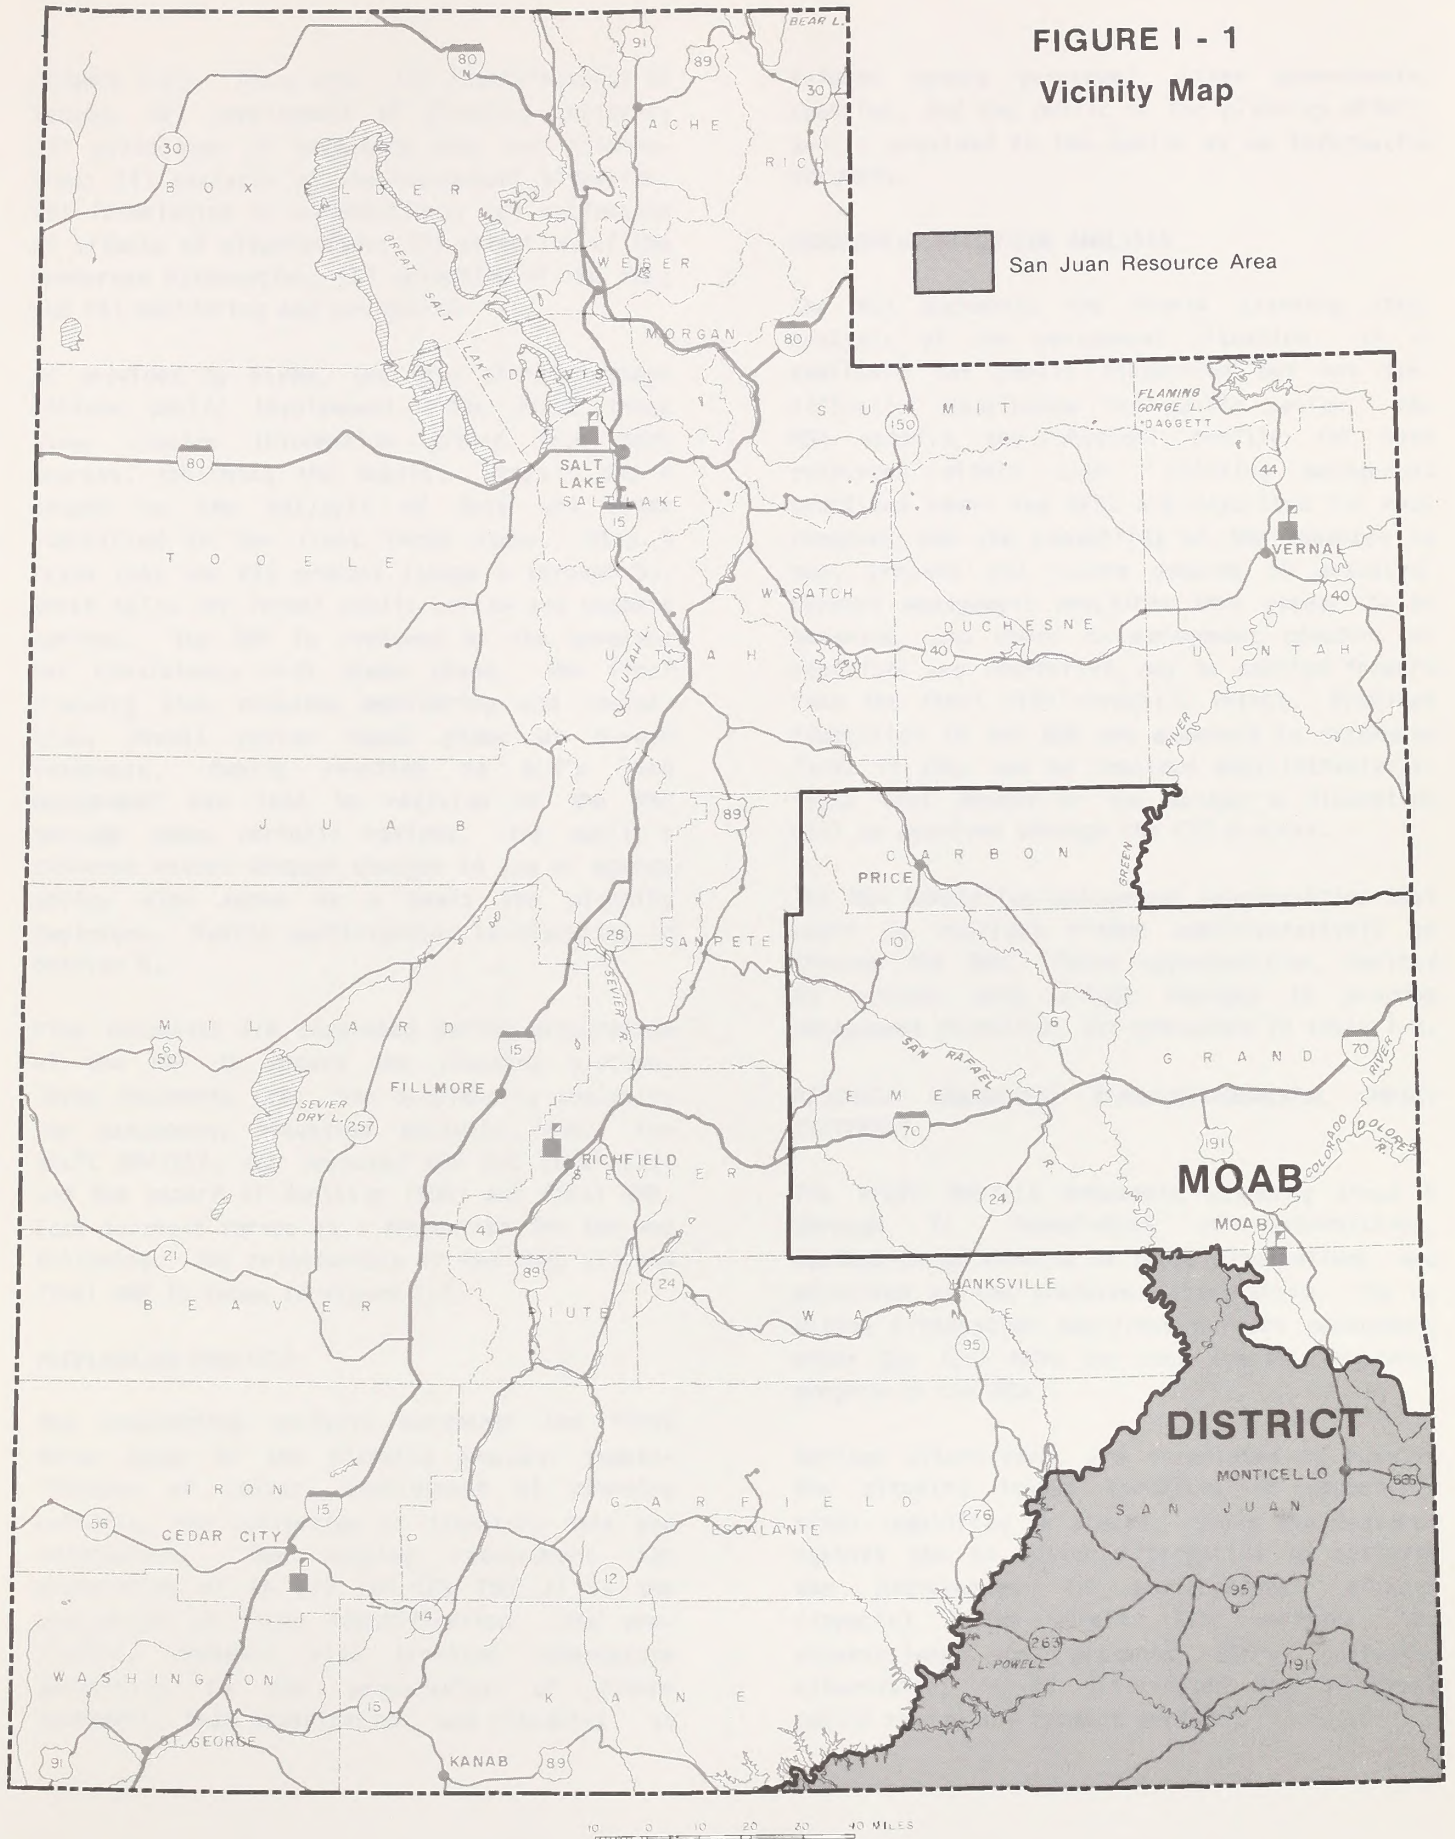 FIGURE I - 1
Vicinity Map
San Juan Resource Area
BEAR L.
80
N
91
89
30
30
CACHE
RICH
BOX ELDER
GREAT SALT LAKE
WEBER
MORGAN
80
DAVIS
SUMMIT
150
FLAMING
GORGE L.
DAGGETT
44
80
SALT
LAKE
SALT LAKE
15
VERNAL
40
TOOELE
WASATCH
DUCHESNE
40
UTAH
UTAH L.
UINTAH
GREEN RIVER
JUAB
89
CARBON
PRICE
28
SANPETE
10
SEVIER R.
6
MILLARD
6
50
15
SAN RAFAEL
R.
GRAND
70
COLORADO RIVER
FILLMORE
SEVIER
DRY L.
257
EMERY
70
191
DOLORES
R.
RICHFIELD
SEVIER
MOAB
24
MOAB
4
21
89
24
HANKSVILLE
BEAVER
PIUTE
WAYNE
95
DISTRICT
MONTICELLO
666
IRON
15
GARFIELD
SAN JUAN
56
CEDAR CITY
ESCALANTE
276
12
95
14
263
L. POWELL
191
WASHINGTON
15
KANE
ST. GEORGE
91
KANAB
89
10 0 10 20 30 40 MILES